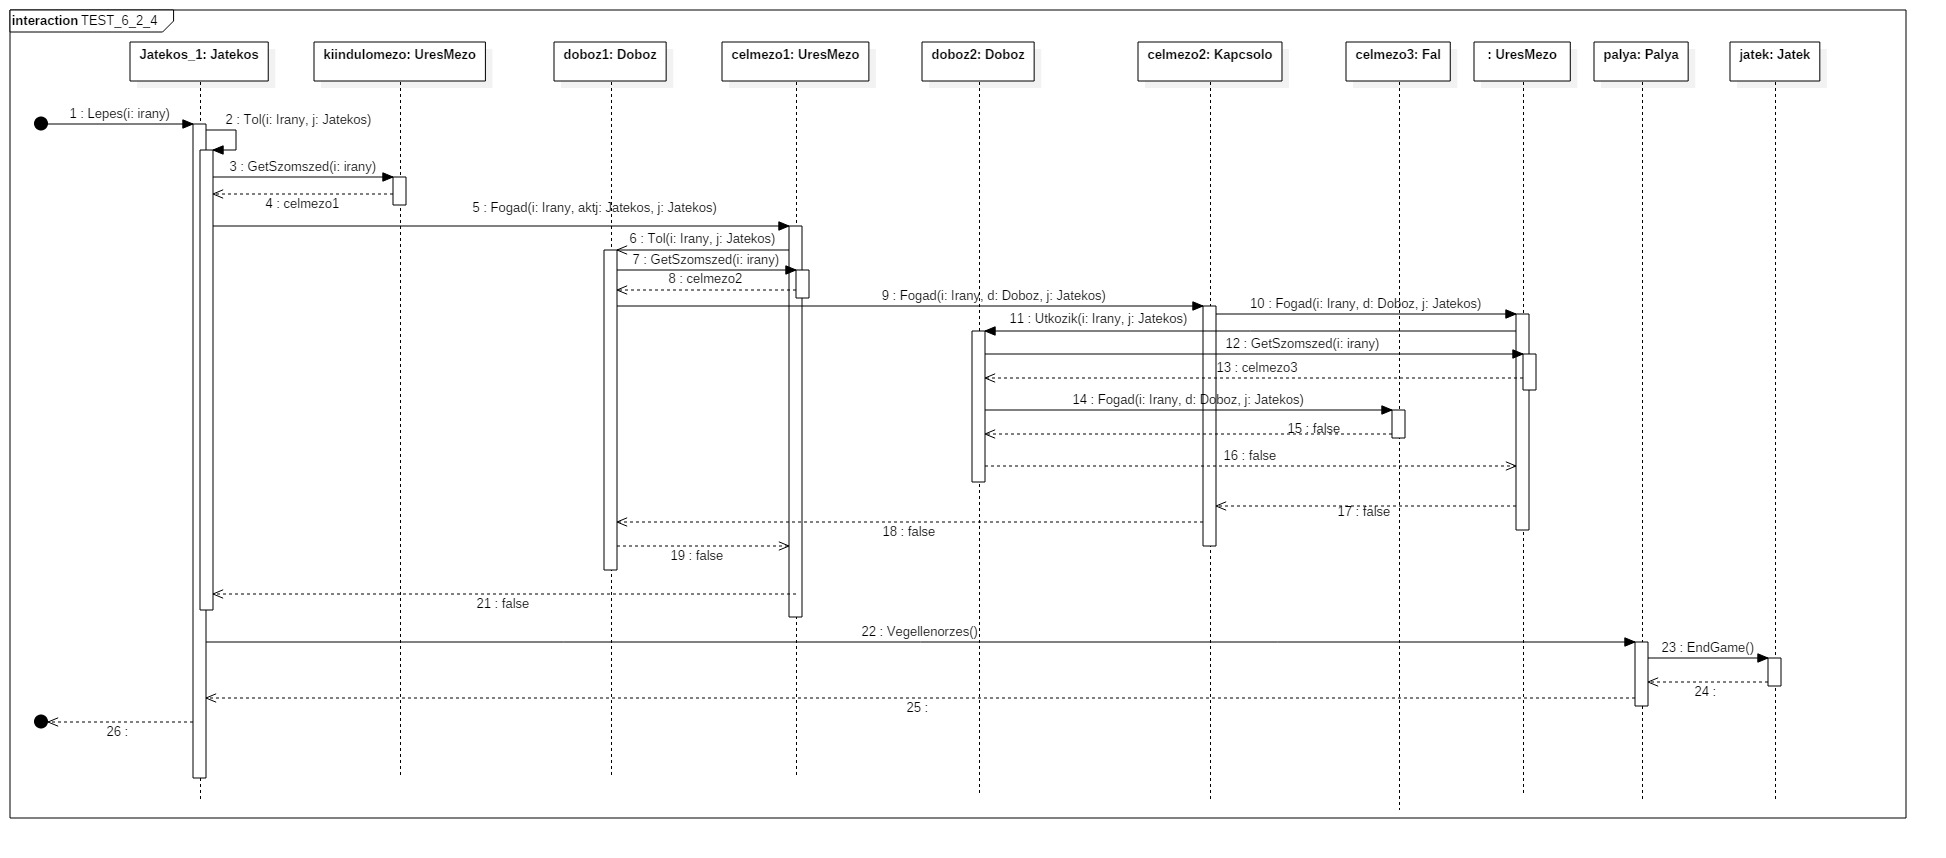 interaction TEST_6_2_4
Jatekos_1: Jatekos
kiindulomezo: UresMezo
doboz1: Doboz
celmezo1: UresMezo
doboz2: Doboz
celmezo2: Kapcsolo
celmezo3: Fal
: UresMezo
palya: Palya
jatek: Jatek
1 : Lepes(i: irany)
2 : Tol(i: Irany, j: Jatekos)
3 : GetSzomszed(i: irany)
4 : celmezo1
5 : Fogad(i: Irany, aktj: Jatekos, j: Jatekos)
6 : Tol(i: Irany, j: Jatekos)
7 : GetSzomszed(i: irany)
8 : celmezo2
9 : Fogad(i: Irany, d: Doboz, j: Jatekos)
10 : Fogad(i: Irany, d: Doboz, j: Jatekos)
11 : Utkozik(i: Irany, j: Jatekos)
12 : GetSzomszed(i: irany)
13 : celmezo3
14 : Fogad(i: Irany, d: Doboz, j: Jatekos)
15 : false
16 : false
17 : false
18 : false
19 : false
21 : false
22 : Vegellenorzes()
23 : EndGame()
24 :
25 :
26 :